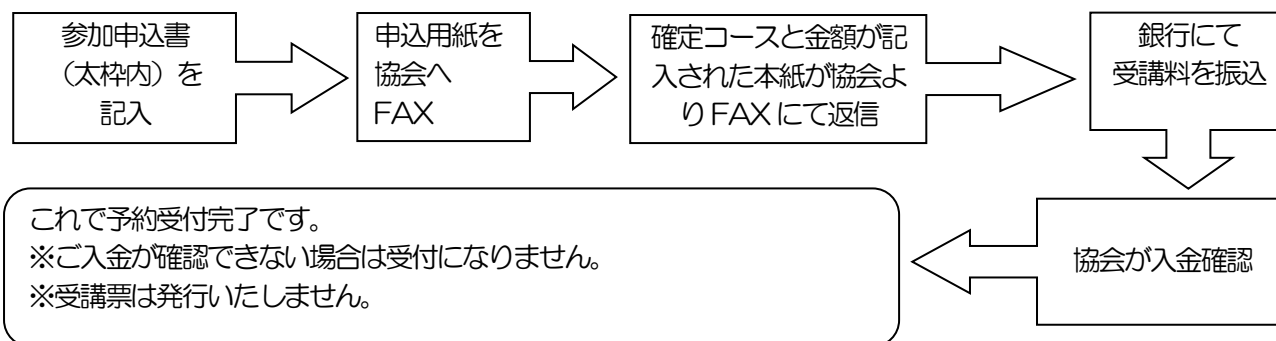 参加申込書
（太枠内）を
記入
申込用紙を
協会へ
FAX
確定コースと金額が記
入された本紙が協会よ
り FAX にて返信
銀行にて
受講料を振込
協会が入金確認
これで予約受付完了です。
※ご入金が確認できない場合は受付になりません。
※受講票は発行いたしません。